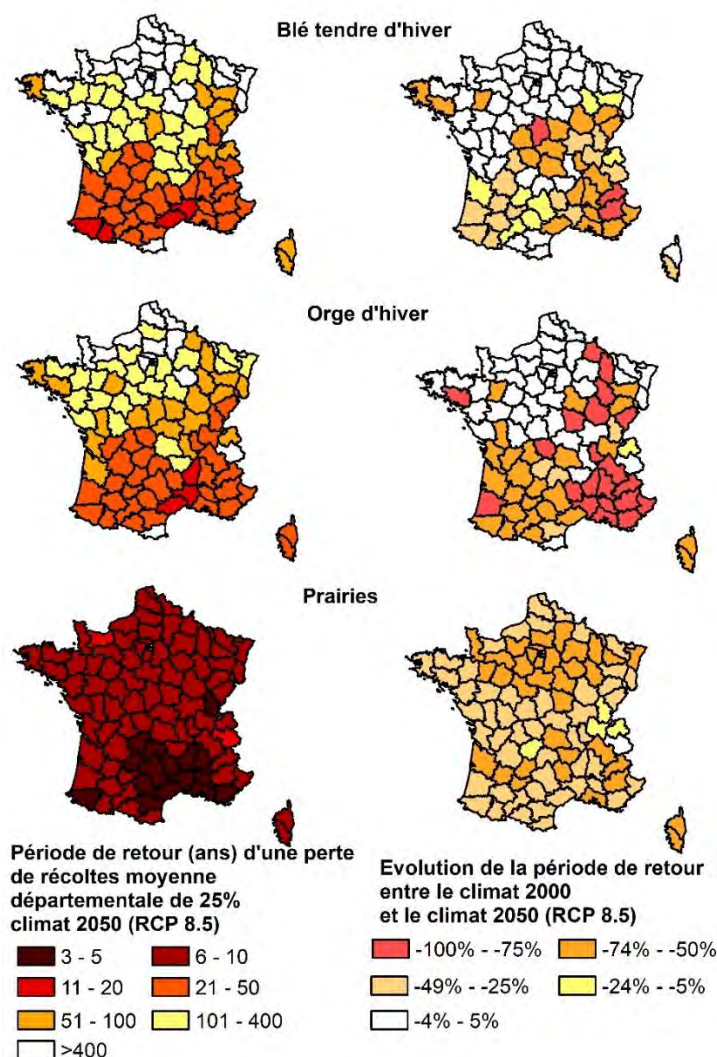 Blé tendre d'hiver
Orge d'hiver
Prairies
Période de retour (ans) d'une perte
de récoltes moyenne
départementale de 25%
climat 2050 (RCP 8.5)
3 - 5
6 - 10
11 - 20
21 - 50
51 - 100
101 - 400
>400
Evolution de la période de retour
entre le climat 2000
et le climat 2050 (RCP 8.5)
-100% - -75%
-74% - -50%
-49% - -25%
-24% - -5%
-4% - 5%